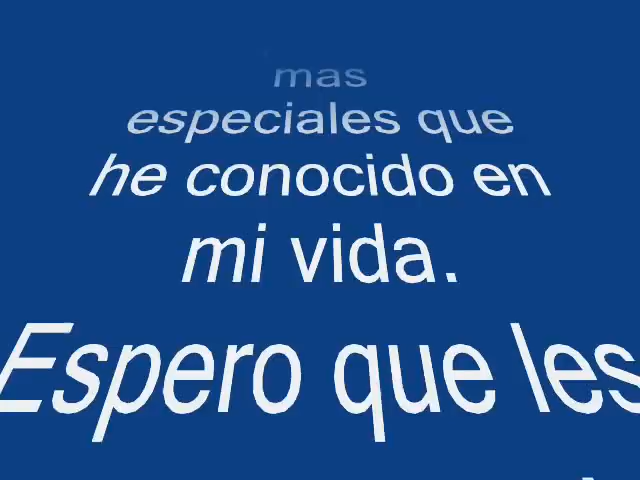 mas
especiales que
he conocido en
mi vida.
Espero que les